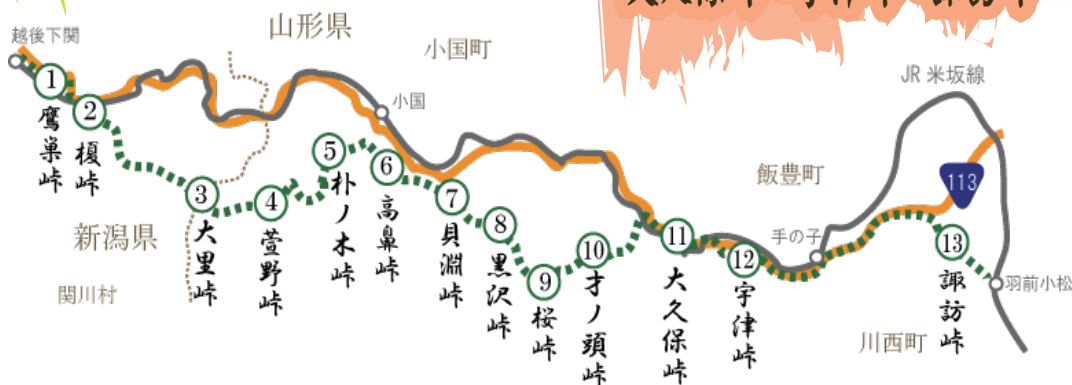 越後下関
山形県
小国町
小国
JR 米坂線
飯豊町
手の子
113
羽前小松
川西町
新潟県
関川村
1
鷹巣峠
2
榎峠
3
大里峠
4
萱野峠
5
朴ノ木峠
6
高鼻峠
7
貝淵峠
8
黒沢峠
9
桜峠
10
才ノ頭峠
11
大久保峠
12
宇津峠
13
諏訪峠